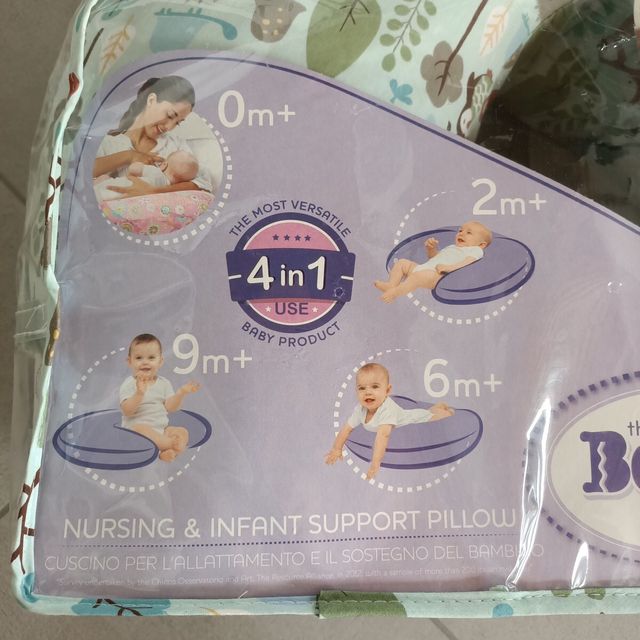 0m+
THE MOST VERSATILE
2m+
4 in 1
USE
BABY PRODUCT
9m+
6m+
th
Bo
NURSING & INFANT SUPPORT PILLOW
CUSCINO PER L'ALLATTAMENTO E IL SOSTEGNO DEL BAMBINO